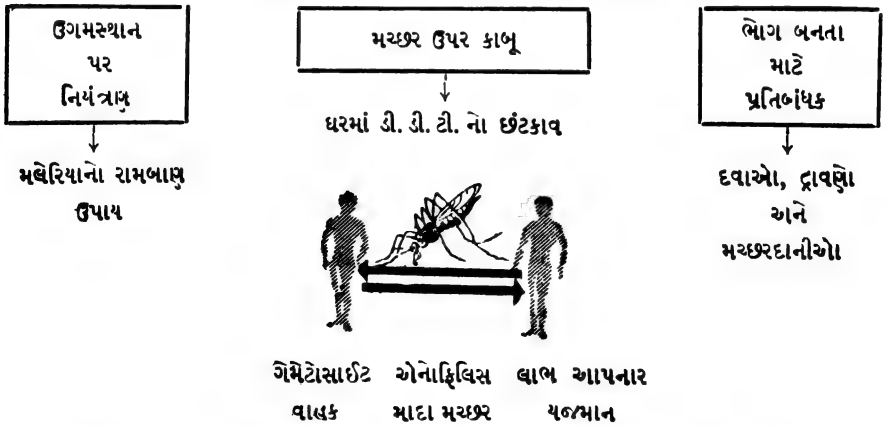 ઉગમસ્થાન
પર
નિયંત્રણ
મલેરિયાનો રામબાણ
ઉપાય
મચ્છર ઉપર કાબૂ
ઘરમાં ડી. ડી. ટી. નો છંટકાવ
ભોગ બનતા
માટે
પ્રતિબંધક
દવાઓ, દ્રાવણો
અને
મચ્છરદાનીઓ
ગેમેટોસાઈટ એનોફિલિસ લાભ આપનાર
વાહક માદા મચ્છર યજમાન